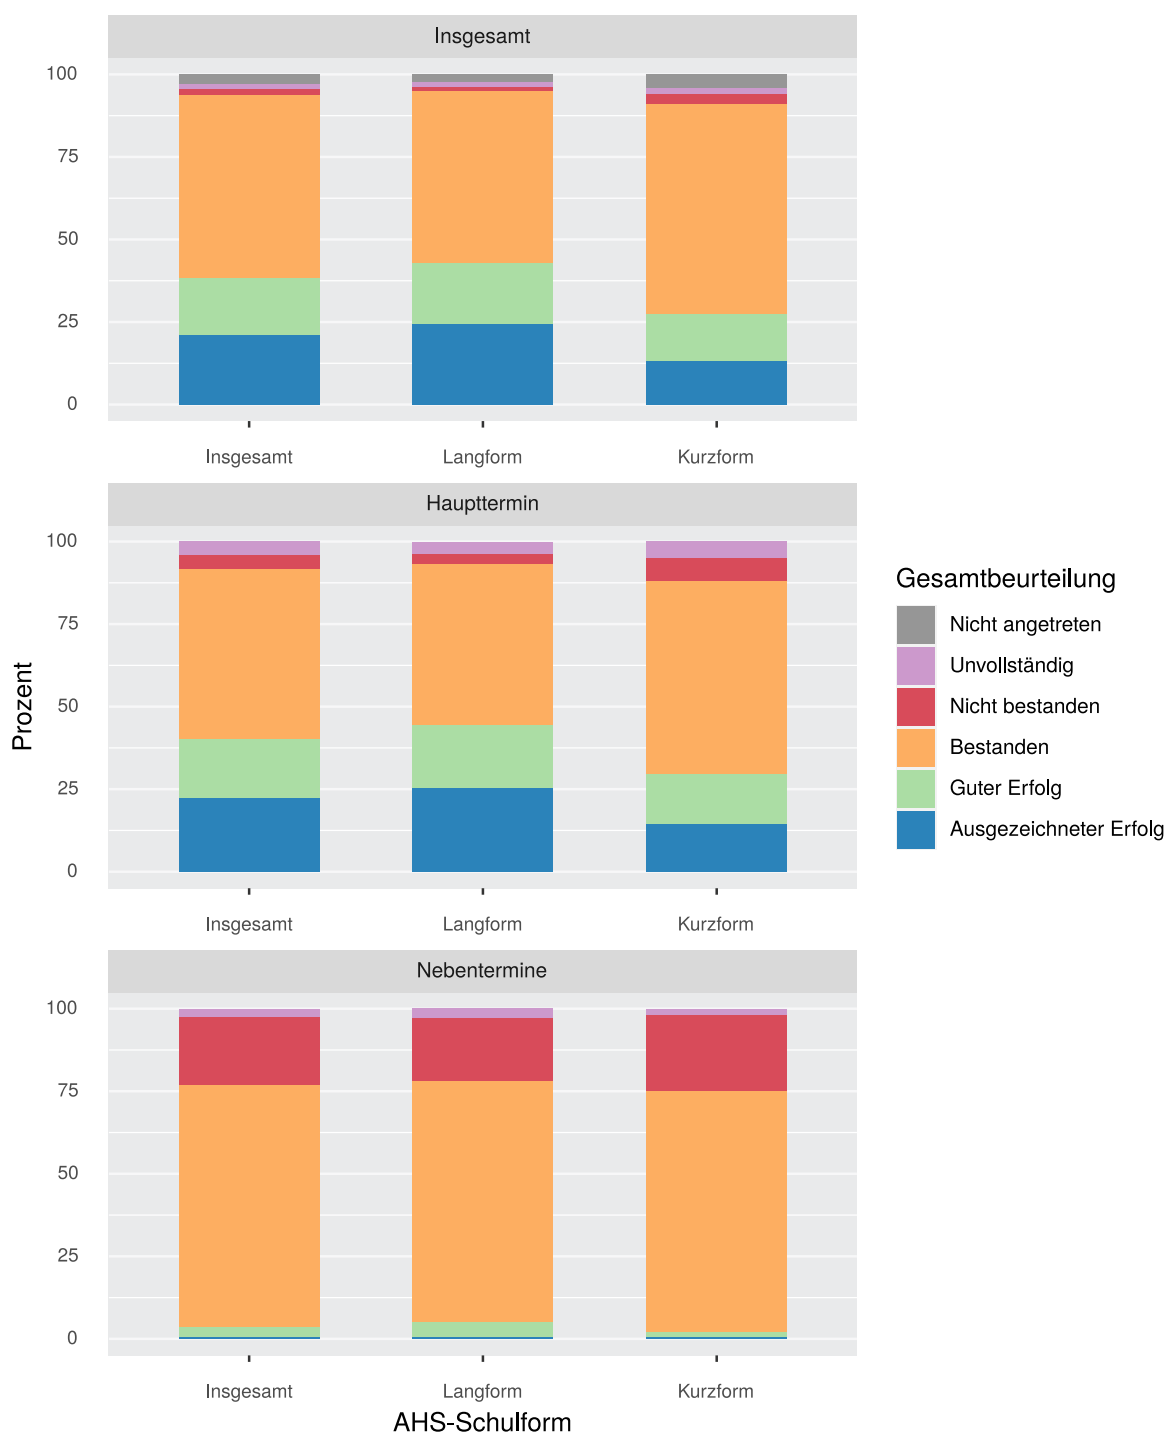 Insgesamt
100
75
50
25
0
Insgesamt Langform Kurzform
Haupttermin
100
75
50
25
0
Insgesamt Langform Kurzform
Nebentermine
100
75
50
25
0
Insgesamt Langform Kurzform
AHS-Schulform
Prozent
Gesamtbeurteilung
Nicht angetreten
Unvollständig
Nicht bestanden
Bestanden
Guter Erfolg
Ausgezeichneter Erfolg